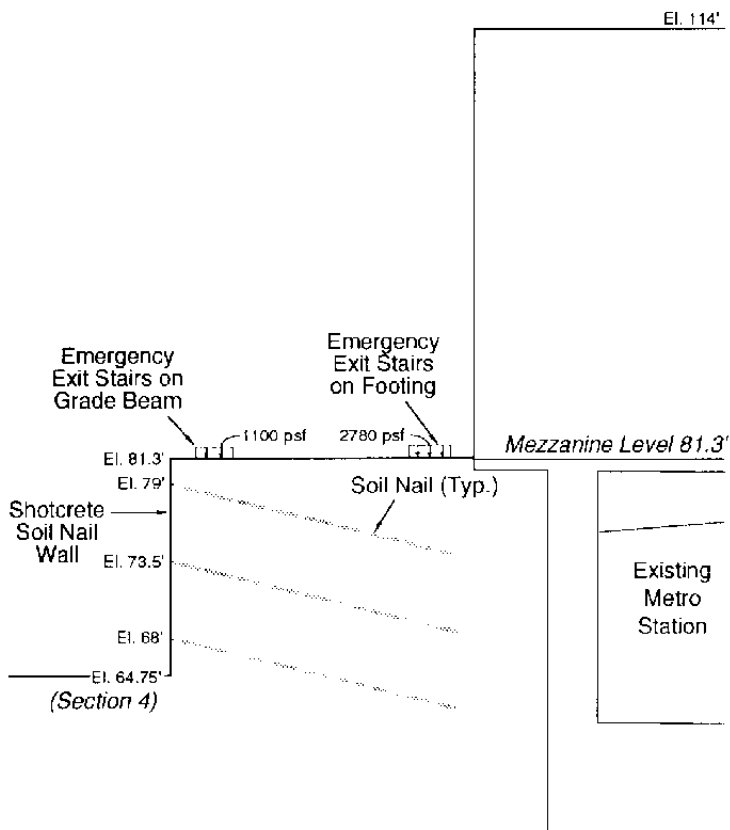 El. 114'
Emergency
Exit Stairs on
Grade Beam
Emergency
Exit Stairs
on Footing
1100 psf
2780 psf
Mezzanine Level 81.3'
El. 81.3'
El. 79'
Soil Nail (Typ.)
Shotcrete
Soil Nail
Wall
El. 73.5'
Existing
Metro
Station
El. 68'
El. 64.75'
(Section 4)